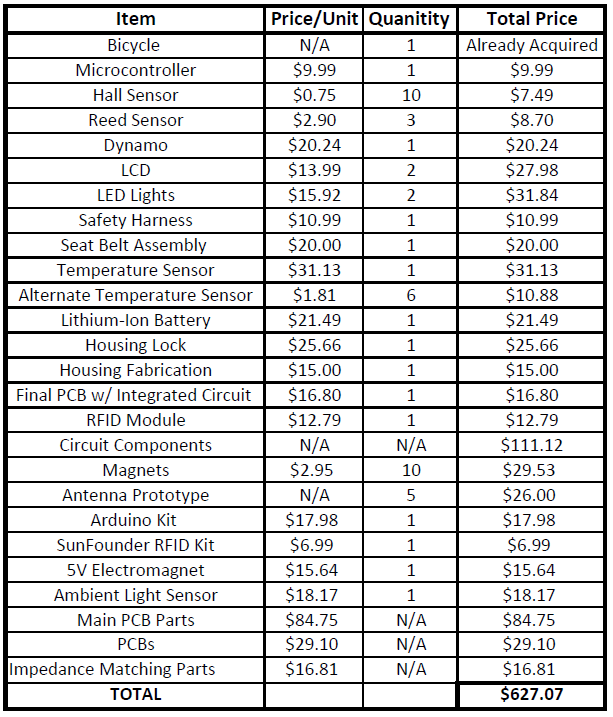 Item Price/Unit Quanitity Total Price
Bicycle N/A 1 Already Acquired
Microcontroller $9.99 1 $9.99
Hall Sensor $0.75 10 $7.49
Reed Sensor $2.90 3 $8.70
Dynamo $20.24 1 $20.24
LCD $13.99 2 $27.98
LED Lights $15.92 2 $31.84
Safety Harness $10.99 1 $10.99
Seat Belt Assembly $20.00 1 $20.00
Temperature Sensor $31.13 1 $31.13
Alternate Temperature Sensor $1.81 6 $10.88
Lithium-Ion Battery $21.49 1 $21.49
Housing Lock $25.66 1 $25.66
Housing Fabrication $15.00 1 $15.00
Final PCB w/ Integrated Circuit $16.80 1 $16.80
RFID Module $12.79 1 $12.79
Circuit Components N/A N/A $111.12
Magnets $2.95 10 $29.53
Antenna Prototype N/A 5 $26.00
Arduino Kit $17.98 1 $17.98
SunFounder RFID Kit $6.99 1 $6.99
5V Electromagnet $15.64 1 $15.64
Ambient Light Sensor $18.17 1 $18.17
Main PCB Parts $84.75 N/A $84.75
PCBs $29.10 N/A $29.10
Impedance Matching Parts $16.81 N/A $16.81
TOTAL $627.07